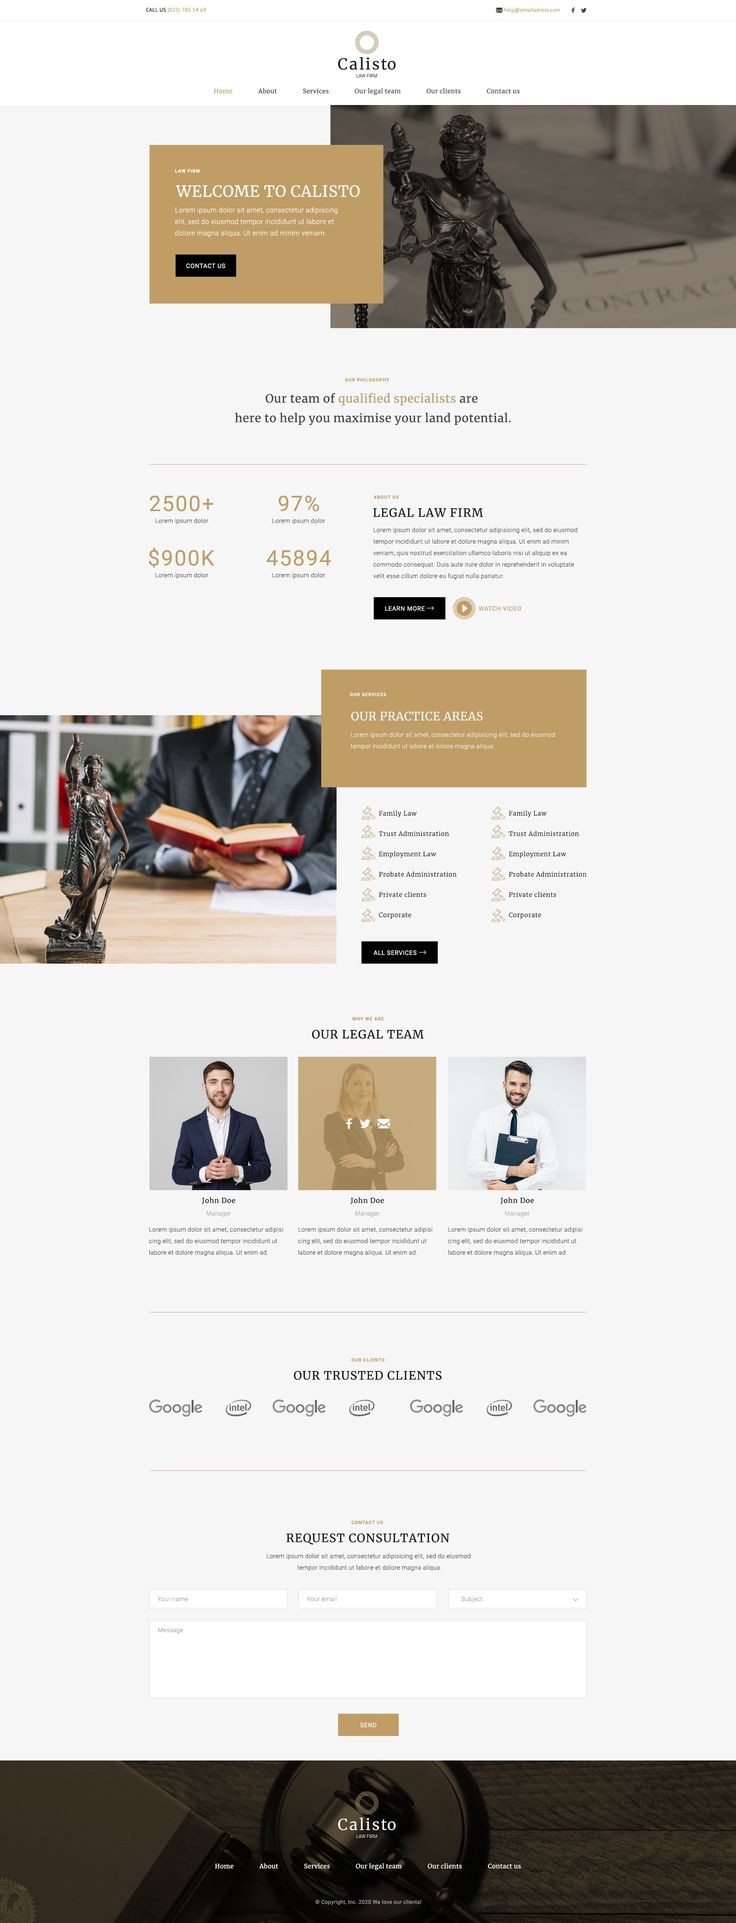 CALL US (025) 785 34 69
help@emailadress.com
Calisto
LAW FIRM
Home About Services Our legal team Our clients Contact us
LAW FIRM
WELCOME TO CALISTO
Lorem ipsum dolor sit amet, consectetur adipiscing
elit, sed do eiusmod tempor incididunt ut labore et
dolore magna aliqua. Ut enim ad minim veniam.
CONTACT US
CONTRACT
OUR PHILOSOPHY
Our team of qualified specialists are
here to help you maximise your land potential.
2500+
Lorem ipsum dolor
97%
Lorem ipsum dolor
$900K
Lorem ipsum dolor
45894
Lorem ipsum dolor
ABOUT US
LEGAL LAW FIRM
Lorem ipsum dolor sit amet, consectetur adipisicing elit, sed do eiusmod
tempor incididunt ut labore et dolore magna aliqua. Ut enim ad minim
veniam, quis nostrud exercitation ullamco laboris nisi ut aliquip ex ea
commodo consequat. Duis aute irure dolor in reprehenderit in voluptate
velit esse cillum dolore eu fugiat nulla pariatur.
LEARN MORE
WATCH VIDEO
OUR SERVICES
OUR PRACTICE AREAS
Lorem ipsum dolor sit amet, consectetur adipisicing elit, sed do eiusmod
tempor incididunt ut labore et dolore magna aliqua.
Family Law
Trust Administration
Employment Law
Probate Administration
Private clients
Corporate
Family Law
Trust Administration
Employment Law
Probate Administration
Private clients
Corporate
ALL SERVICES
WHY WE ARE
OUR LEGAL TEAM
John Doe
Manager
Lorem ipsum dolor sit amet, consectetur adipisi
cing elit, sed do eiusmod tempor incididunt ut
labore et dolore magna aliqua. Ut enim ad.
John Doe
Manager
Lorem ipsum dolor sit amet, consectetur adipisi
cing elit, sed do eiusmod tempor incididunt ut
labore et dolore magna aliqua. Ut enim ad.
John Doe
Manager
Lorem ipsum dolor sit amet, consectetur adipisi
cing elit, sed do eiusmod tempor incididunt ut
labore et dolore magna aliqua. Ut enim ad.
OUR CLIENTS
OUR TRUSTED CLIENTS
Google intel Google intel Google intel Google
CONTACT US
REQUEST CONSULTATION
Lorem ipsum dolor sit amet, consectetur adipisicing elit, sed do eiusmod
tempor incididunt ut labore et dolore magna aliqua.
Your name
Your email
Subject
Message
SEND
Calisto
LAW FIRM
Home About Services Our legal team Our clients Contact us
© Copyright, Inc. 2020 We love our clients!